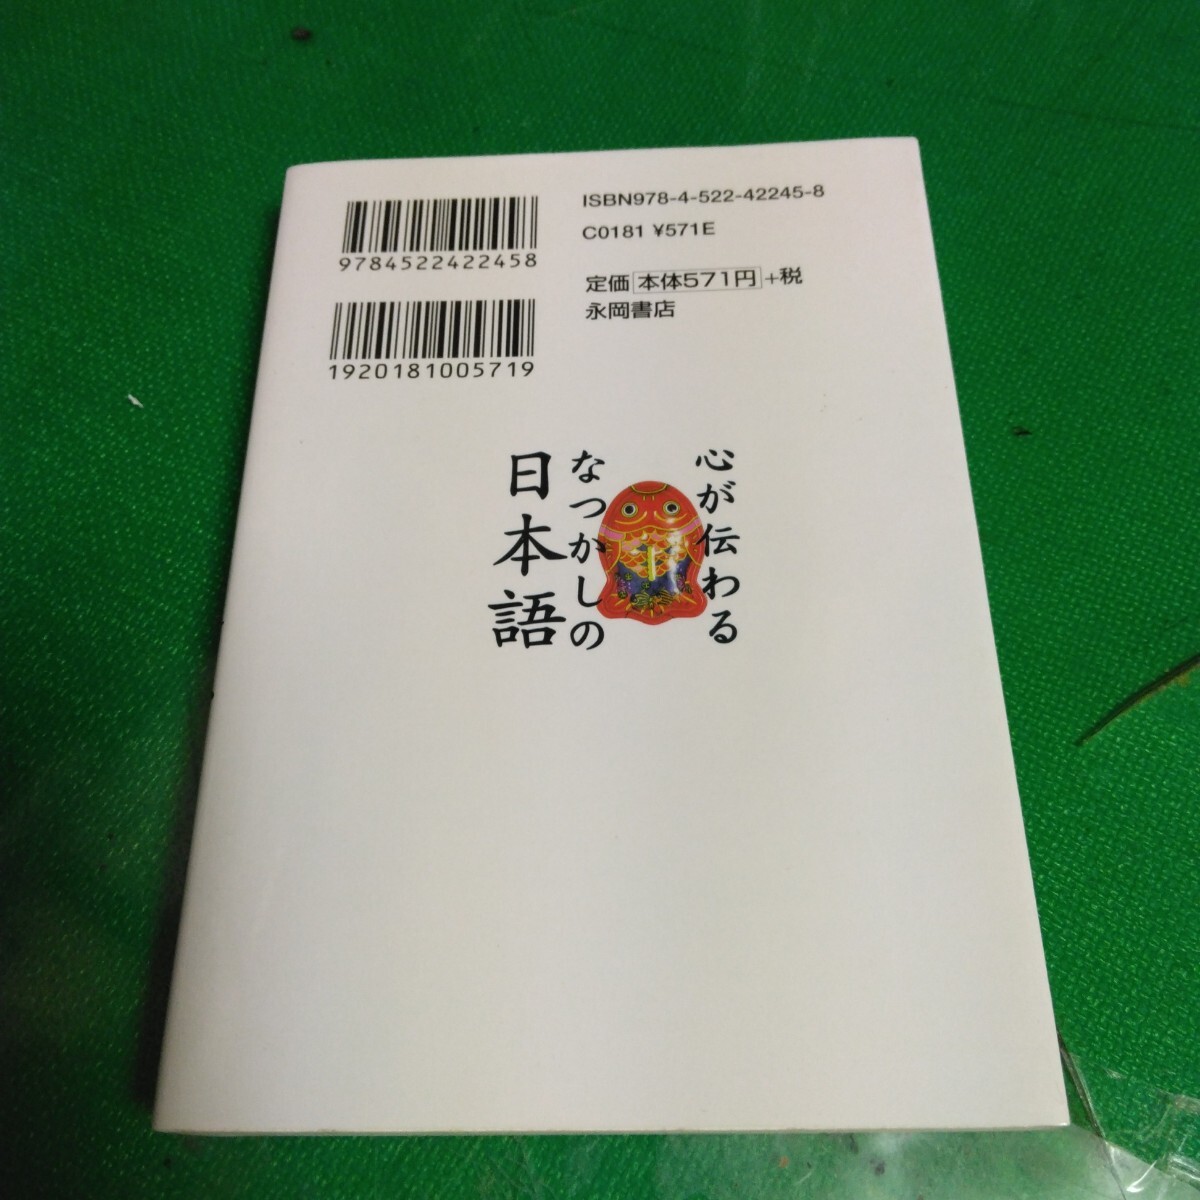 9784522422458
1920181005719
ISBN978-4-522-42245-8
C0181 ¥571E
定価 本体571円 +税
永岡書店
心が伝わる
なつかしの
日本語